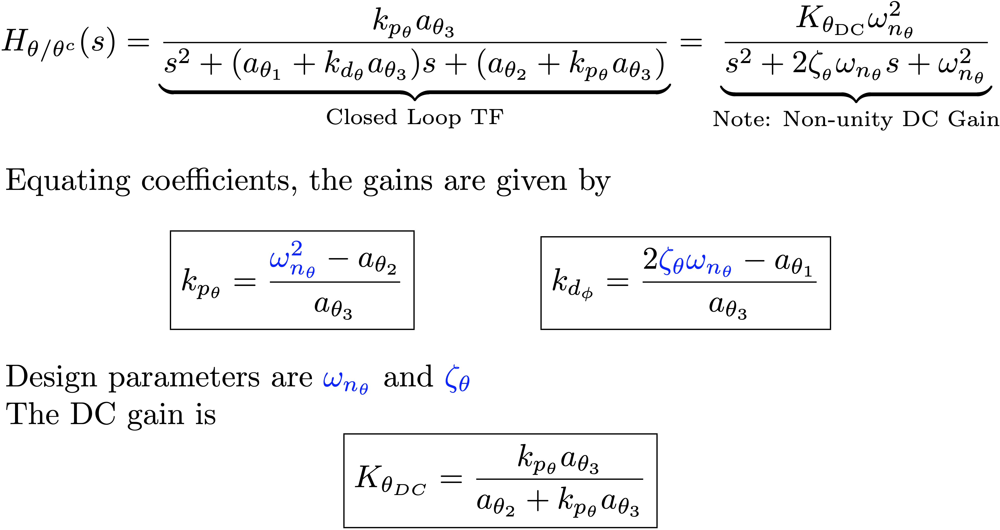 $H_{\theta/\theta^c}(s) = \underbrace{\frac{k_{p_\theta} a_{\theta_3}}{s^2 + (a_{\theta_1} + k_{d_\theta} a_{\theta_3})s + (a_{\theta_2} + k_{p_\theta} a_{\theta_3})}}_{\text{Closed Loop TF}} = \underbrace{\frac{K_{\theta_{\text{DC}}} \omega_{n_\theta}^2}{s^2 + 2\zeta_\theta \omega_{n_\theta} s + \omega_{n_\theta}^2}}_{\text{Note: Non-unity DC Gain}}$
Equating coefficients, the gains are given by
$\boxed{k_{p_\theta} = \frac{\omega_{n_\theta}^2 - a_{\theta_2}}{a_{\theta_3}}}$ $\boxed{k_{d_\phi} = \frac{2\zeta_\theta \omega_{n_\theta} - a_{\theta_1}}{a_{\theta_3}}}$
Design parameters are $\omega_{n_\theta}$ and $\zeta_\theta$
The DC gain is
$\boxed{K_{\theta_{DC}} = \frac{k_{p_\theta} a_{\theta_3}}{a_{\theta_2} + k_{p_\theta} a_{\theta_3}}}$